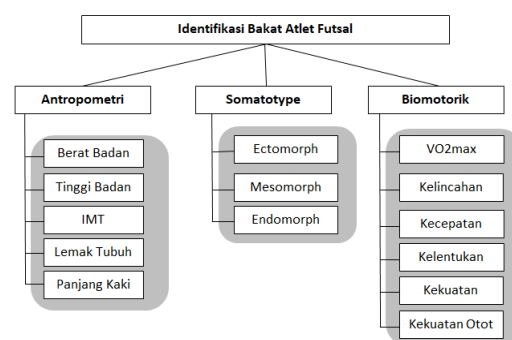 Identifikasi Bakat Atlet Futsal
Antropometri
Berat Badan
Tinggi Badan
IMT
Lemak Tubuh
Panjang Kaki
Somatotype
Ectomorph
Mesomorph
Endomorph
Biomotorik
VO2max
Kelincahan
Kecepatan
Kelentukan
Kekuatan
Kekuatan Otot